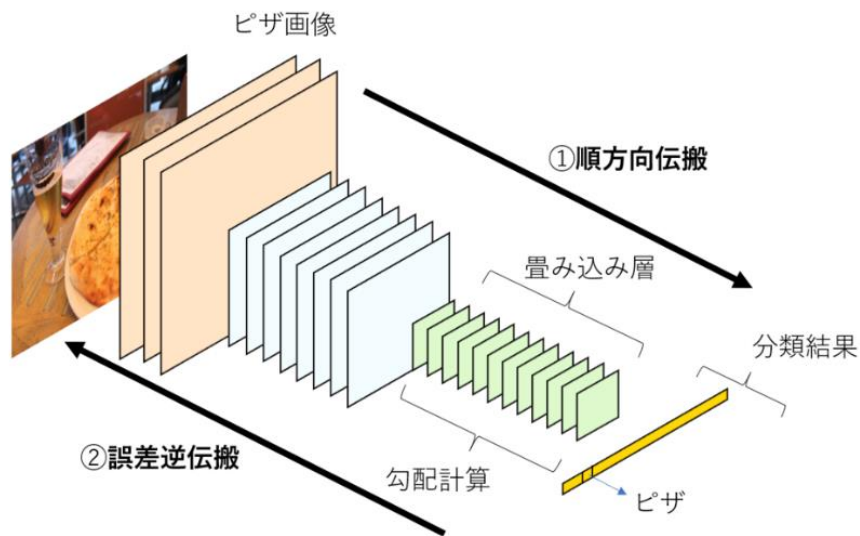 ピザ画像
①順方向伝搬
畳み込み層
分類結果
②誤差逆伝搬
勾配計算
ピザ